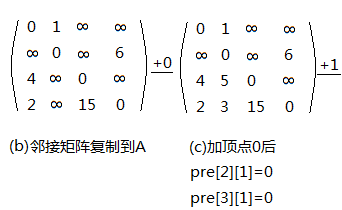 0 1 ∞ ∞ 0 1 ∞ ∞
∞ 0 ∞ 6 ∞ 0 ∞ 6
+0 +1
4 ∞ 0 ∞ 4 5 0 ∞
2 ∞ 15 0 2 3 15 0
(b)邻接矩阵复制到A (c)加顶点0后
pre[2][1]=0
pre[3][1]=0